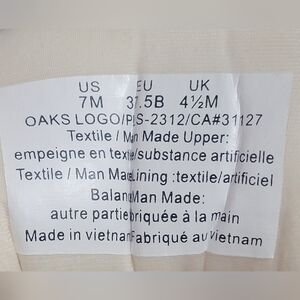 US EU UK
7M 37.5B 4½M
OAKS LOGO/PLS-2312/CA#31127
Textile / Man Made Upper:
empeigne en textile/substance artificielle
Textile / Man Made Lining :textile/artificiel
Balance Man Made:
autre partie fabriquée à la main
Made in vietnam Fabriqué au vietnam